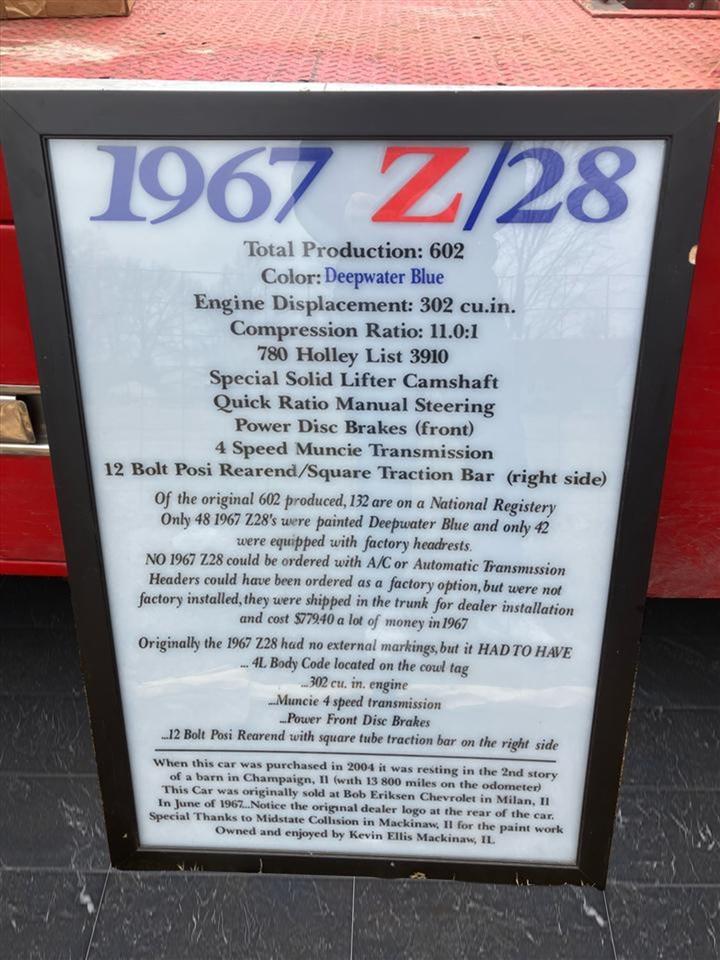 1967 Z/28
Total Production: 602
Color: Deepwater Blue
Engine Displacement: 302 cu.in.
Compression Ratio: 11.0:1
780 Holley List 3910
Special Solid Lifter Camshaft
Quick Ratio Manual Steering
Power Disc Brakes (front)
4 Speed Muncie Transmission
12 Bolt Posi Rearend/Square Traction Bar (right side)
Of the original 602 produced, 132 are on a National Registery
Only 48 1967 Z28's were painted Deepwater Blue and only 42
were equipped with factory headrests.
NO 1967 Z28 could be ordered with A/C or Automatic Transmission
Headers could have been ordered as a factory option, but were not
factory installed, they were shipped in the trunk for dealer installation
and cost $779.40 a lot of money in 1967
Originally the 1967 Z28 had no external markings, but it HAD TO HAVE
... 4L Body Code located on the cowl tag
...302 cu. in. engine
...Muncie 4 speed transmission
...Power Front Disc Brakes
...12 Bolt Posi Rearend with square tube traction bar on the right side
When this car was purchased in 2004 it was resting in the 2nd story
of a barn in Champaign, Il (with 13 800 miles on the odometer)
This Car was originally sold at Bob Eriksen Chevrolet in Milan, Il
In June of 1967...Notice the orignal dealer logo at the rear of the car.
Special Thanks to Midstate Collision in Mackinaw, Il for the paint work
Owned and enjoyed by Kevin Ellis Mackinaw, IL